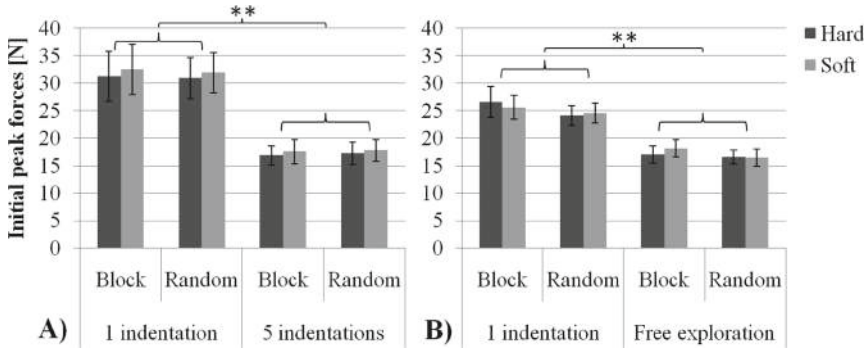 Initial peak forces [N]
40
35
30
25
20
15
10
5
0
**
Block Random Block Random
1 indentation 5 indentations
A)
40
35
30
25
20
15
10
5
0
**
Block Random Block Random
1 indentation Free exploration
B)
Hard
Soft